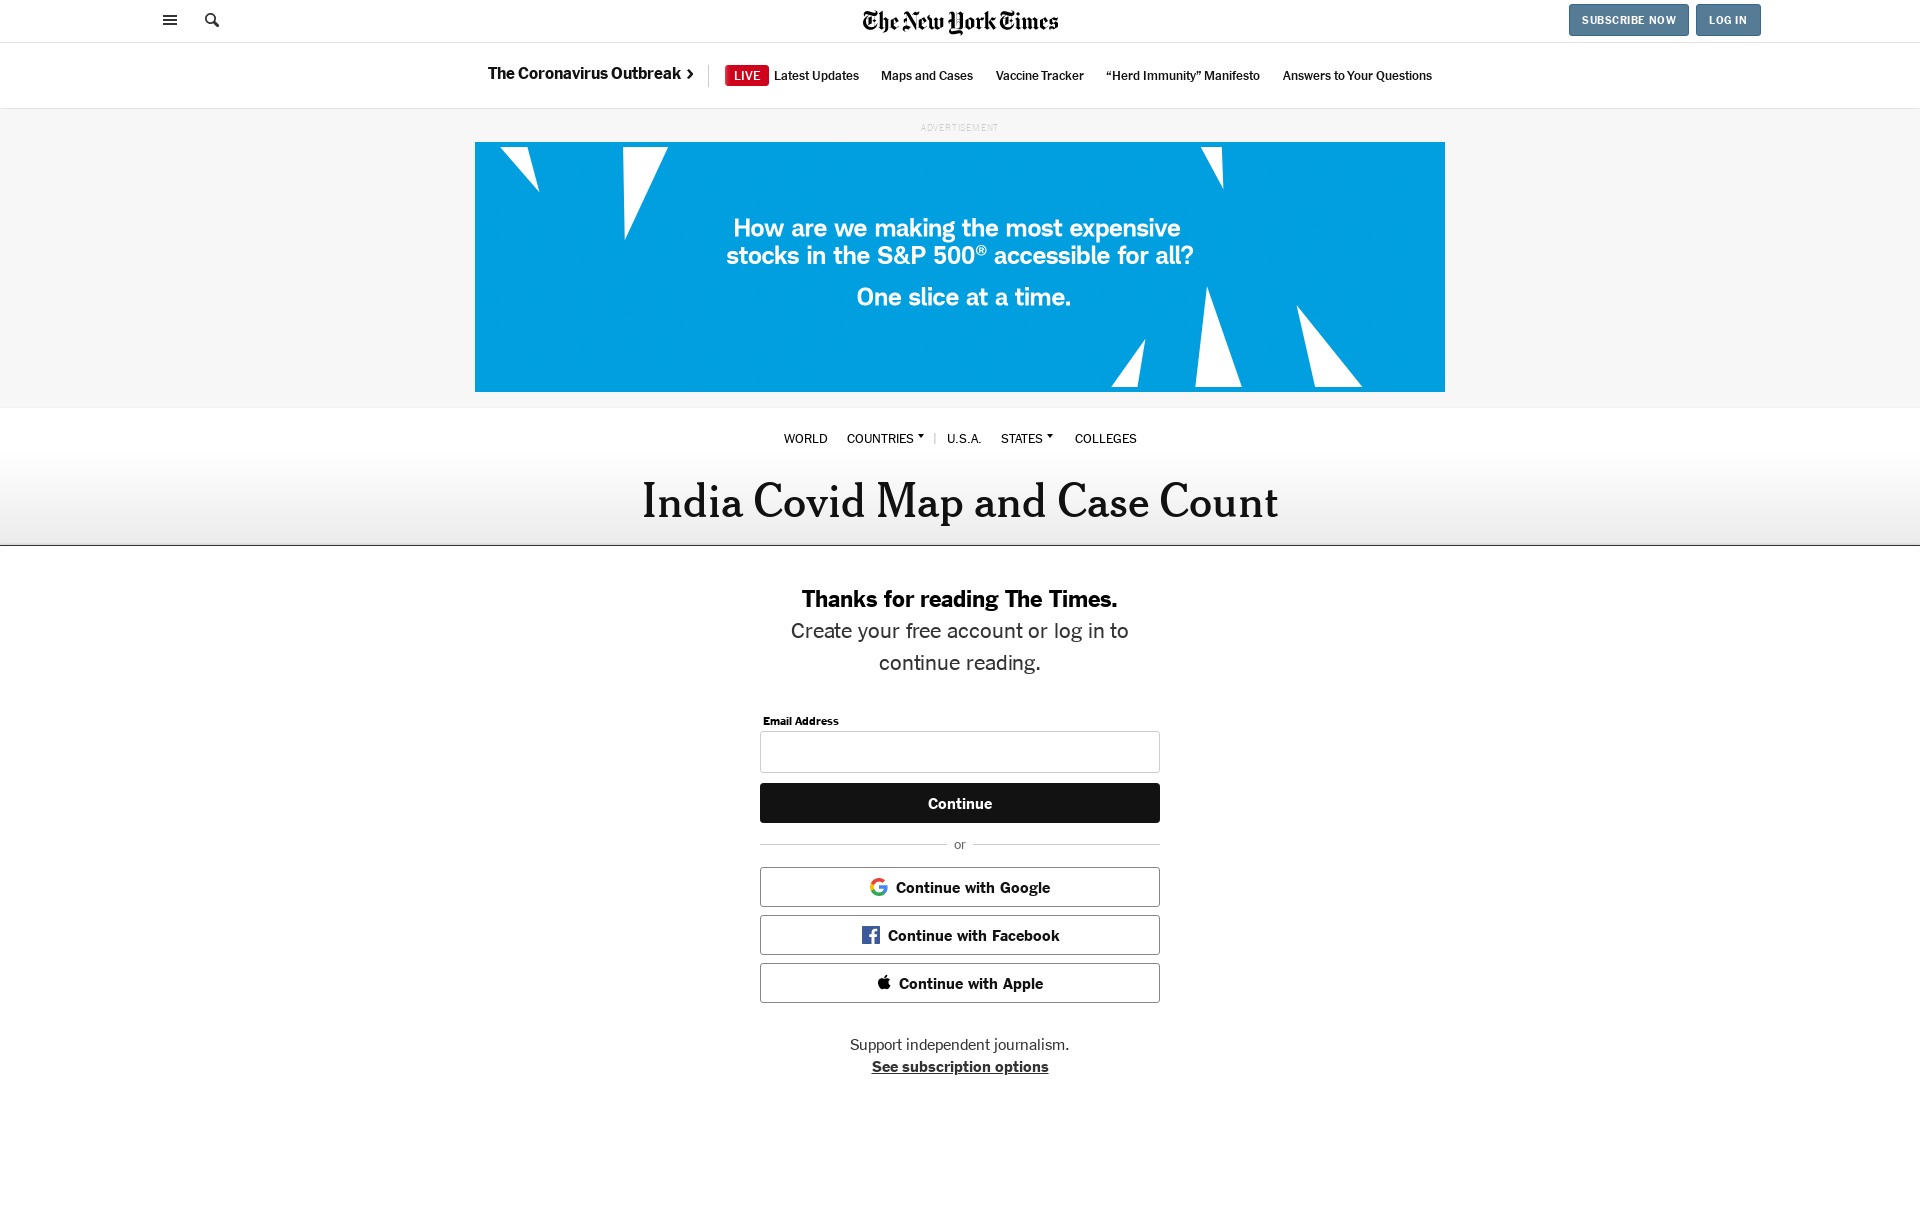 The New York Times
SUBSCRIBE NOW
LOG IN
The Coronavirus Outbreak
LIVE
Latest Updates
Maps and Cases
Vaccine Tracker
“Herd Immunity” Manifesto
Answers to Your Questions
ADVERTISEMENT
How are we making the most expensive
stocks in the S&P 500® accessible for all?
One slice at a time.
WORLD
COUNTRIES
U.S.A.
STATES
COLLEGES
India Covid Map and Case Count
Thanks for reading The Times.
Create your free account or log in to
continue reading.
Email Address
Continue
or
Continue with Google
Continue with Facebook
Continue with Apple
Support independent journalism.
See subscription options